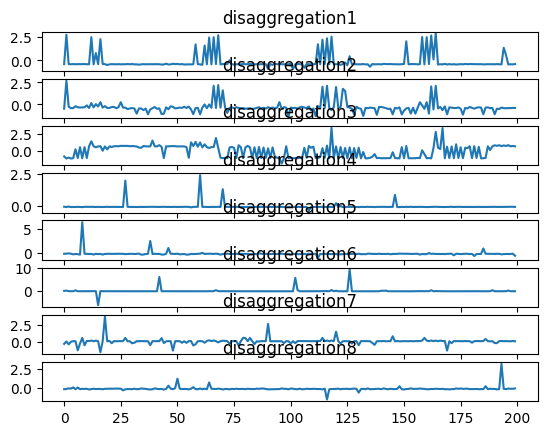 disaggregation1
2.5
0.0
disaggregation2
2.5
0.0
disaggregation3
2.5
0.0
disaggregation4
2.5
0.0
disaggregation5
5
0
disaggregation6
10
0
disaggregation7
2.5
0.0
disaggregation8
2.5
0.0
0 25 50 75 100 125 150 175 200